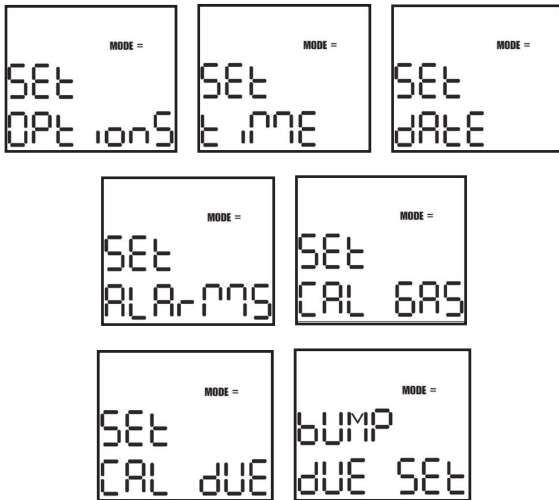 MODE =
SEt
OPtionS
MODE =
SEt
tiME
MODE =
SEt
dAtE
MODE =
SEt
ALArMS
MODE =
SEt
CAL GAS
MODE =
SEt
CAL dUE
MODE =
bUMP
dUE SEt